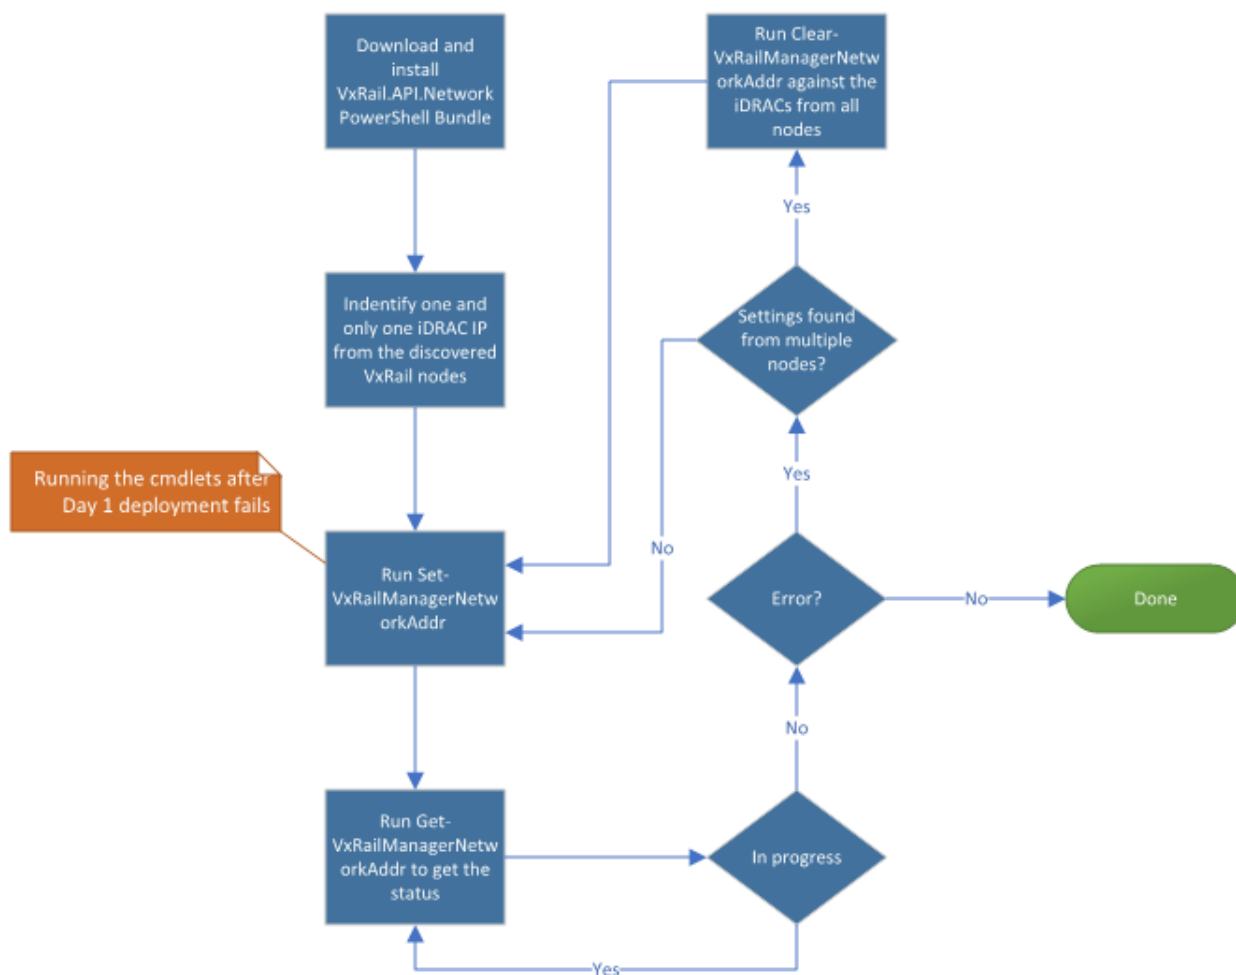 Download and
install
VxRail.API.Network
PowerShell Bundle
Run Clear-
VxRailManagerNetw
orkAddr against the
iDRACs from all
nodes
Yes
Indentify one and
only one iDRAC IP
from the discovered
VxRail nodes
Settings found
from multiple
nodes?
Yes
Running the cmdlets after
Day 1 deployment fails
No
Run Set-
VxRailManagerNetw
orkAddr
Error?
No
Done
No
Run Get-
VxRailManagerNetw
orkAddr to get the
status
In progress
Yes